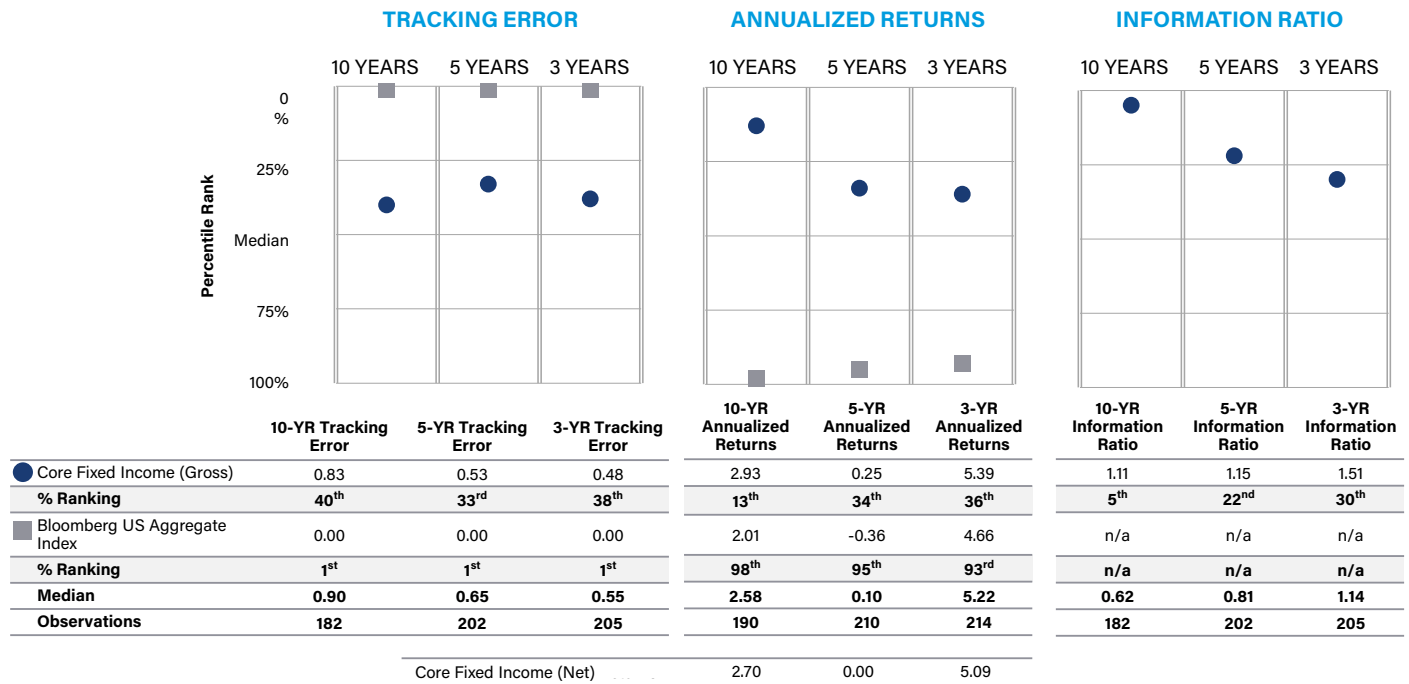 TRACKING ERROR
ANNUALIZED RETURNS
INFORMATION RATIO
10 YEARS 5 YEARS 3 YEARS
10 YEARS 5 YEARS 3 YEARS
10 YEARS 5 YEARS 3 YEARS
Percentile Rank
0
%
25%
Median
75%
100%
10-YR Tracking Error 5-YR Tracking Error 3-YR Tracking Error 10-YR Annualized Returns 5-YR Annualized Returns 3-YR Annualized Returns 10-YR Information Ratio 5-YR Information Ratio 3-YR Information Ratio
Core Fixed Income (Gross) 0.83 0.53 0.48 2.93 0.25 5.39 1.11 1.15 1.51
% Ranking 40th 33rd 38th 13th 34th 36th 5th 22nd 30th
Bloomberg US Aggregate
Index 0.00 0.00 0.00 2.01 -0.36 4.66 n/a n/a n/a
% Ranking 1st 1st 1st 98th 95th 93rd n/a n/a n/a
Median 0.90 0.65 0.55 2.58 0.10 5.22 0.62 0.81 1.14
Observations 182 202 205 190 210 214 182 202 205
Core Fixed Income (Net) 2.70 0.00 5.09